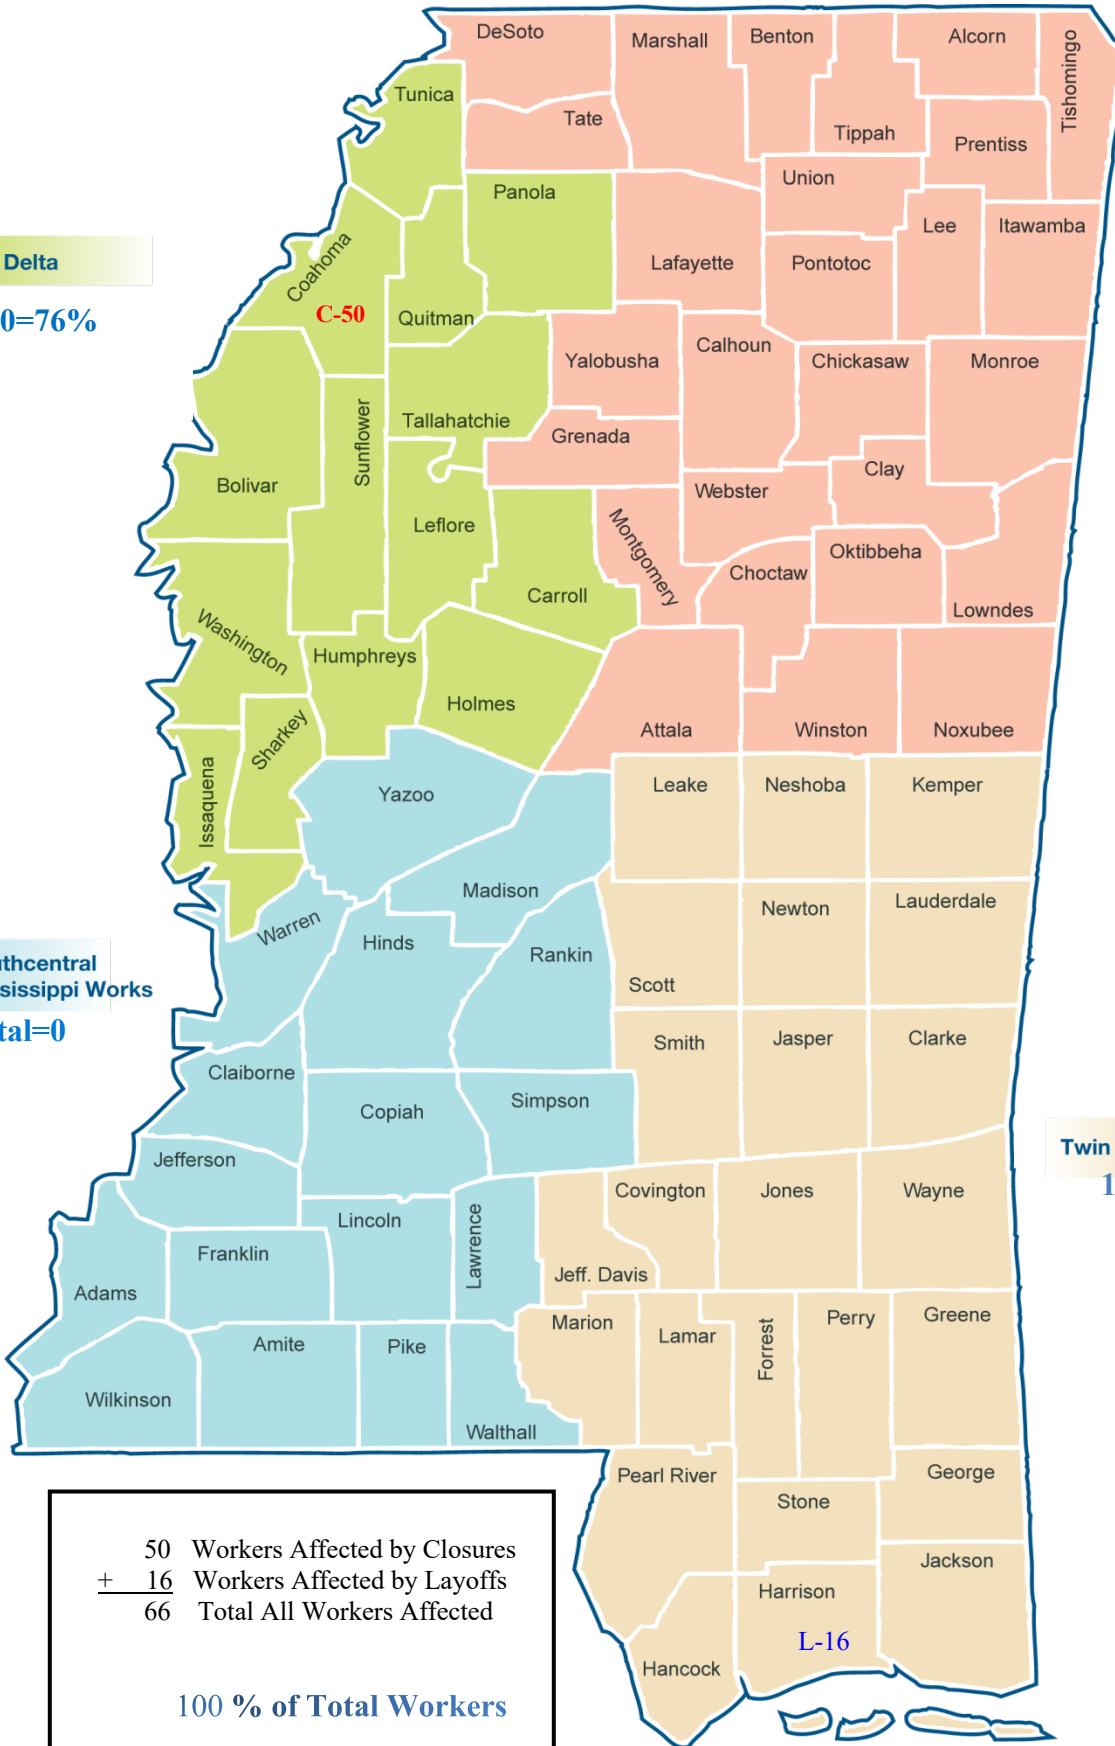 DeSoto
Marshall
Benton
Tippah
Alcorn
Tishomingo
Tunica
Tate
Prentiss
Union
Panola
Lee
Itawamba
Lafayette
Pontotoc
Delta
0=76%
Coahoma
C-50
Quitman
Yalobusha
Calhoun
Chickasaw
Monroe
Tallahatchie
Sunflower
Grenada
Clay
Bolivar
Webster
Leflore
Montgomery
Oktibbeha
Choctaw
Carroll
Lowndes
Washington
Humphreys
Holmes
Attala
Winston
Noxubee
Sharkey
Issaquena
Yazoo
Leake
Neshoba
Kemper
Madison
Newton
Lauderdale
Warren
Hinds
Rankin
Scott
uthcentral
sissippi Works
tal=0
Smith
Jasper
Clarke
Claiborne
Copiah
Simpson
Twin
1
Jefferson
Covington
Jones
Wayne
Lincoln
Lawrence
Franklin
Jeff. Davis
Adams
Marion
Lamar
Forrest
Perry
Greene
Amite
Pike
Wilkinson
Walthall
Pearl River
George
Stone
Jackson
Harrison
L-16
Hancock
50 Workers Affected by Closures
+ 16 Workers Affected by Layoffs
66 Total All Workers Affected
100 % of Total Workers